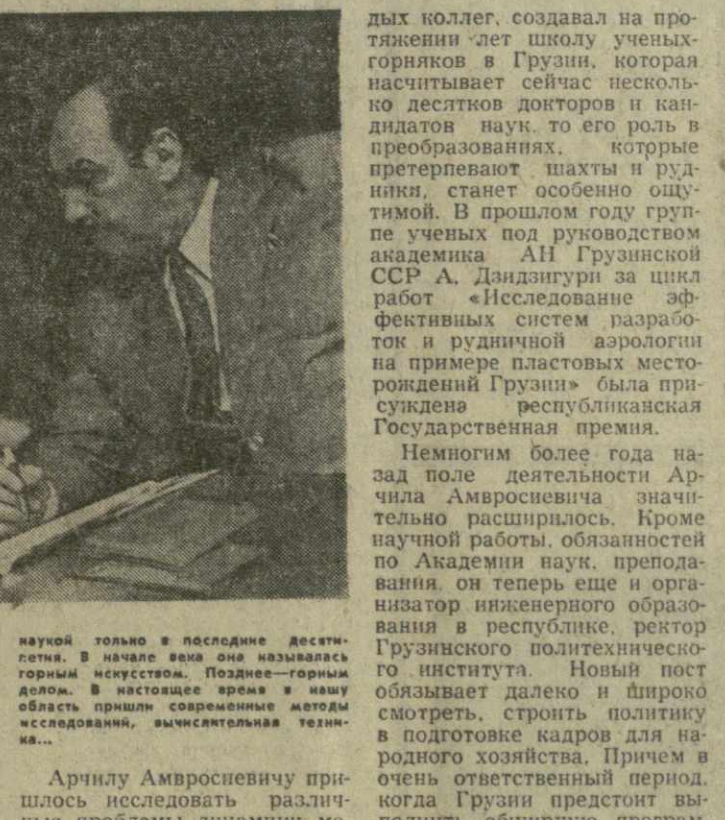 наукой только в последние десяти-
летия. В начале века она называлась
горным искусством. Позднее—горным
делом. В настоящее время в нашу
область пришли современные методы
исследований, вычислительная техни-
ка...
Арчилу Амвросиевичу при-
шлось исследовать различ-
ные проблемы динамики
дых коллег, создавал на про-
тяжении лет школу ученых-
горняков в Грузии, которая
насчитывает сейчас несколь-
ко десятков докторов и кан-
дидатов наук, то его роль в
преобразованиях, которые
претерпевают шахты и руд-
ники, станет особенно ощу-
тимой. В прошлом году груп-
пе ученых под руководством
академика АН Грузинской
ССР А. Дзидзигури за цикл
работ «Исследование эф-
фективных систем разрабо-
ток и рудничной аэрологии
на примере пластовых место-
рождений Грузии» была при-
суждена республиканская
Государственная премия.
Немногим более года на-
зад поле деятельности Ар-
чила Амвросиевича значи-
тельно расширилось. Кроме
научной работы, обязанностей
по Академии наук, препода-
вания, он теперь еще и орга-
низатор инженерного образо-
вания в республике, ректор
Грузинского политехническо-
го института. Новый пост
обязывает далеко и широко
смотреть, строить политику
в подготовке кадров для на-
родного хозяйства. Причем в
очень ответственный период,
когда Грузии предстоит вы-
полнить обширную програм-